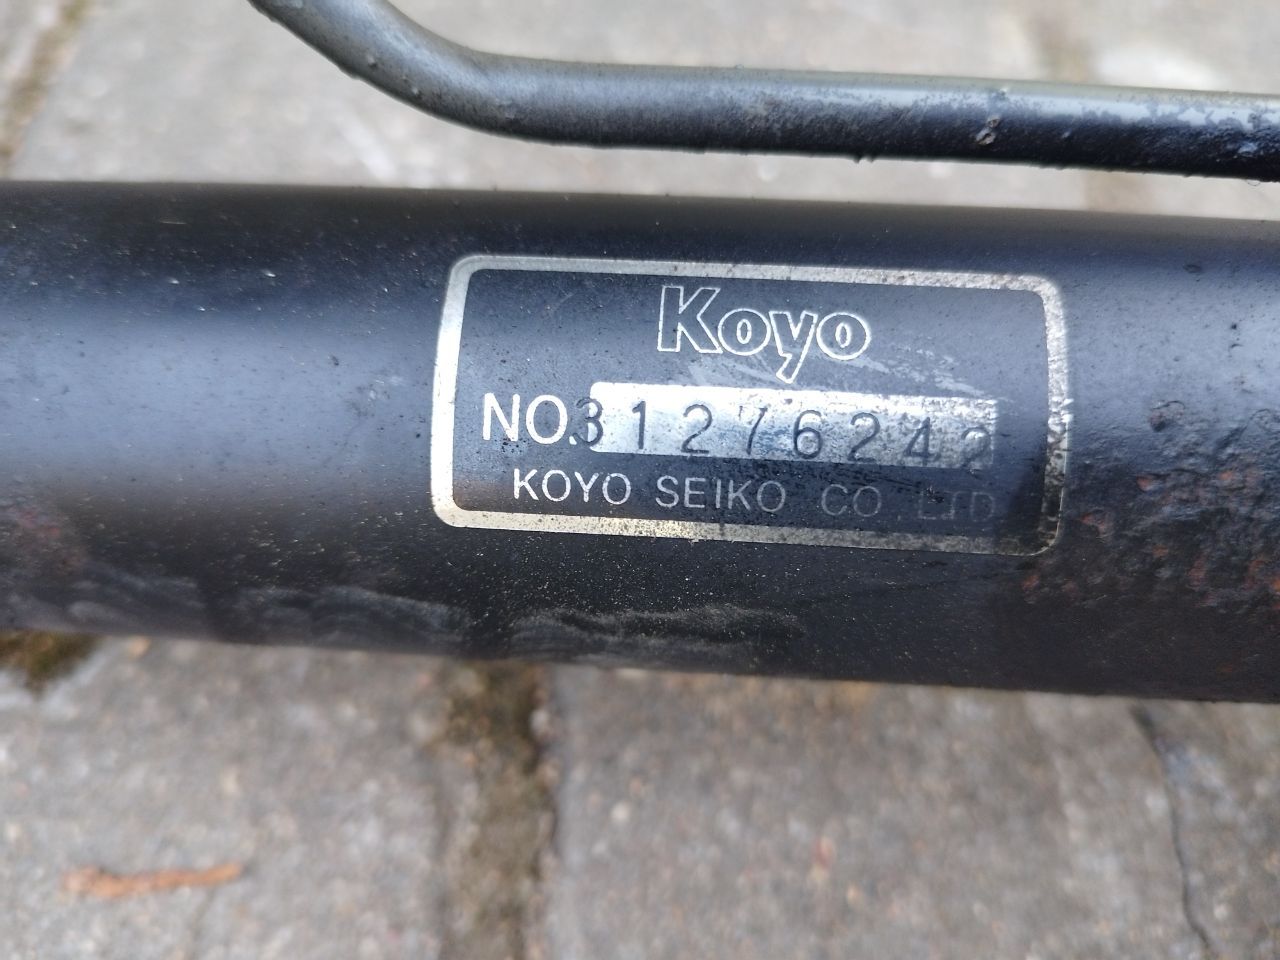 Koyo
NO.31276242
KOYO SEIKO CO LTD